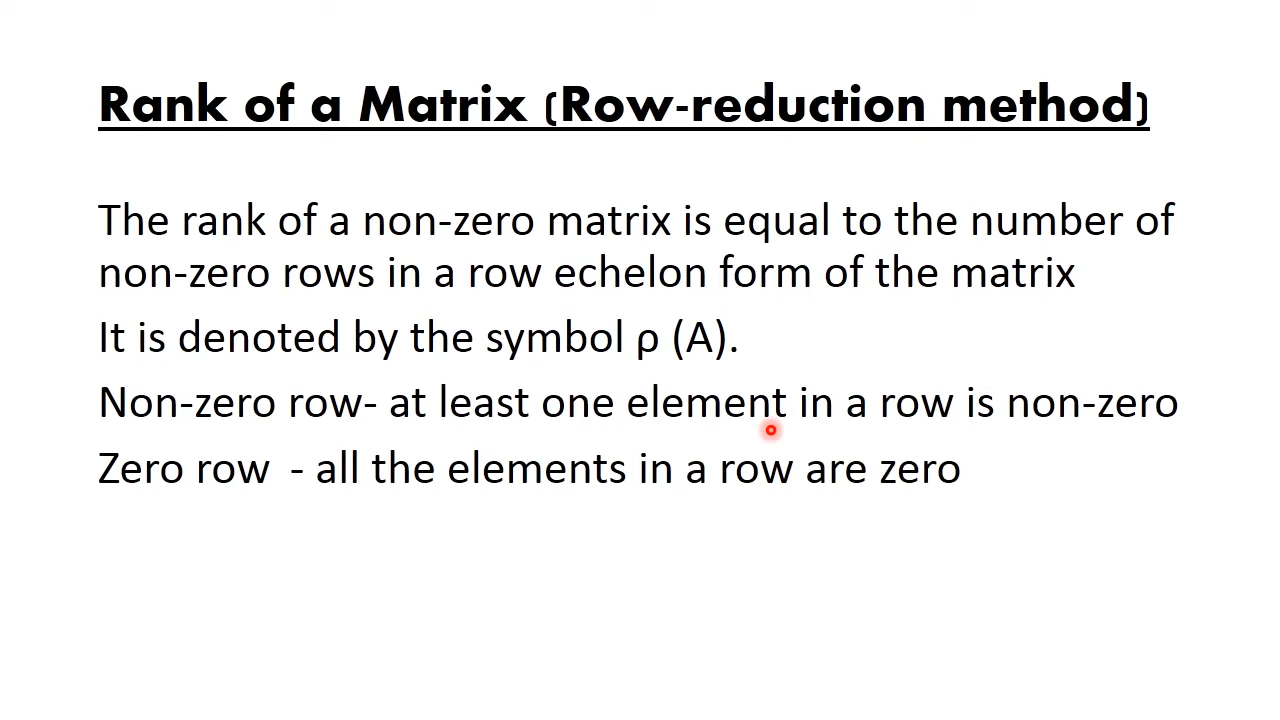 Rank of a Matrix (Row-reduction method)
The rank of a non-zero matrix is equal to the number of
non-zero rows in a row echelon form of the matrix
It is denoted by the symbol ρ (A).
Non-zero row- at least one element in a row is non-zero
Zero row  - all the elements in a row are zero